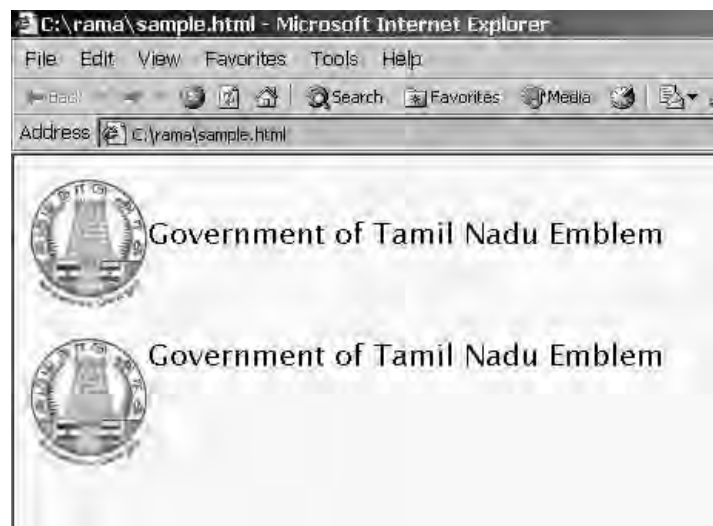 C:\rama\sample.html - Microsoft Internet Explorer
File Edit View Favorites Tools Help
Back Search Favorites Media
Address C:\rama\sample.html
Government of Tamil Nadu Emblem
Government of Tamil Nadu Emblem